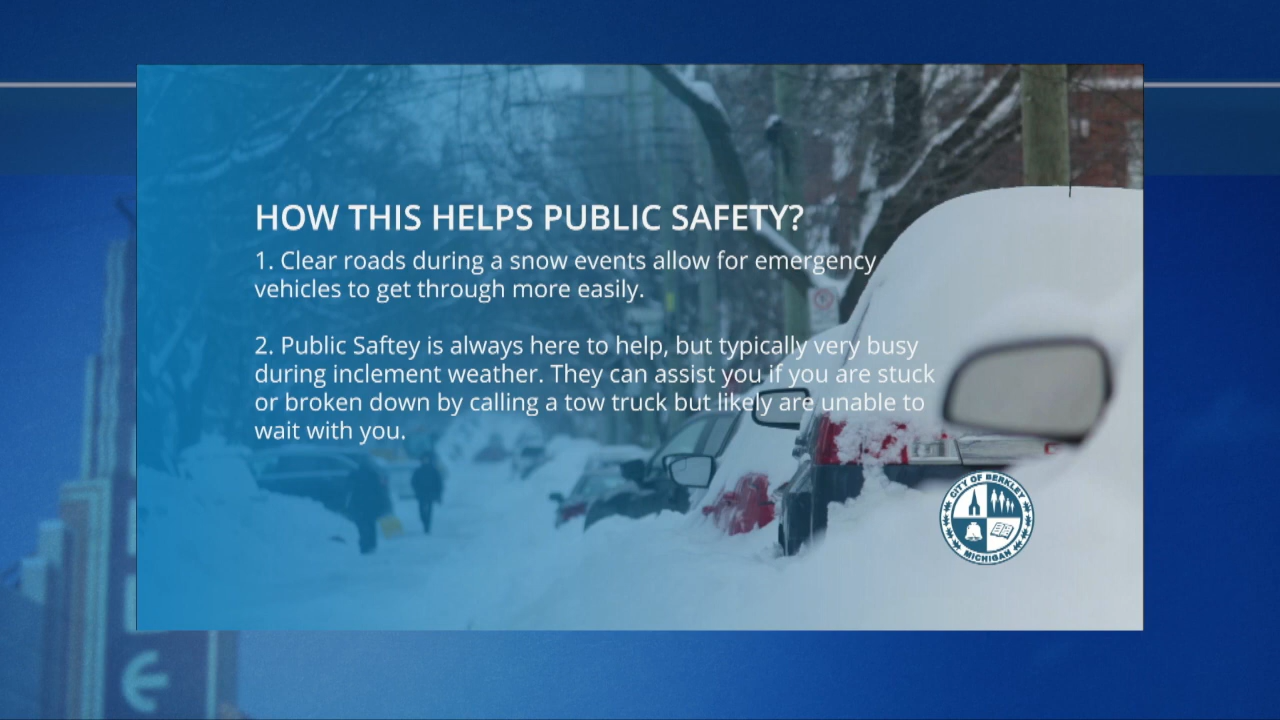 HOW THIS HELPS PUBLIC SAFETY?
1. Clear roads during a snow events allow for emergency
vehicles to get through more easily.
2. Public Saftey is always here to help, but typically very busy
during inclement weather. They can assist you if you are stuck
or broken down by calling a tow truck but likely are unable to
wait with you.
CITY OF BERKLEY
MICHIGAN